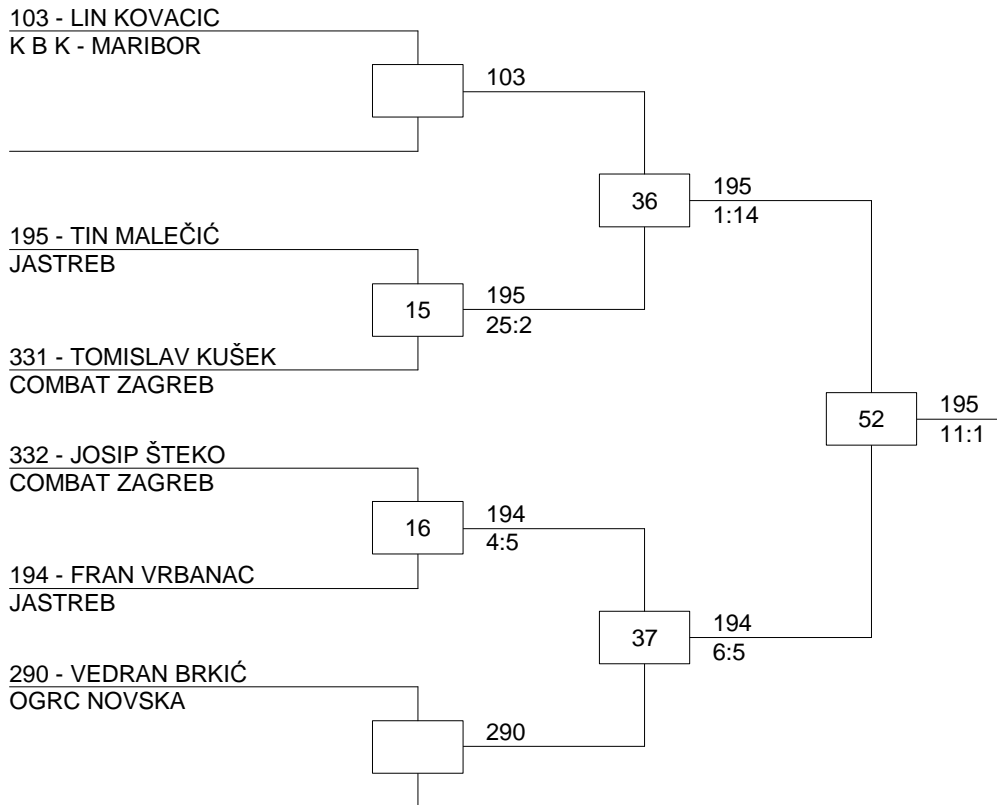 103 - LIN KOVACIC
K B K - MARIBOR
103
36
195
1:14
195 - TIN MALEČIĆ
JASTREB
15
195
25:2
331 - TOMISLAV KUŠEK
COMBAT ZAGREB
52
195
11:1
332 - JOSIP ŠTEKO
COMBAT ZAGREB
16
194
4:5
194 - FRAN VRBANAC
JASTREB
37
194
6:5
290 - VEDRAN BRKIĆ
OGRC NOVSKA
290